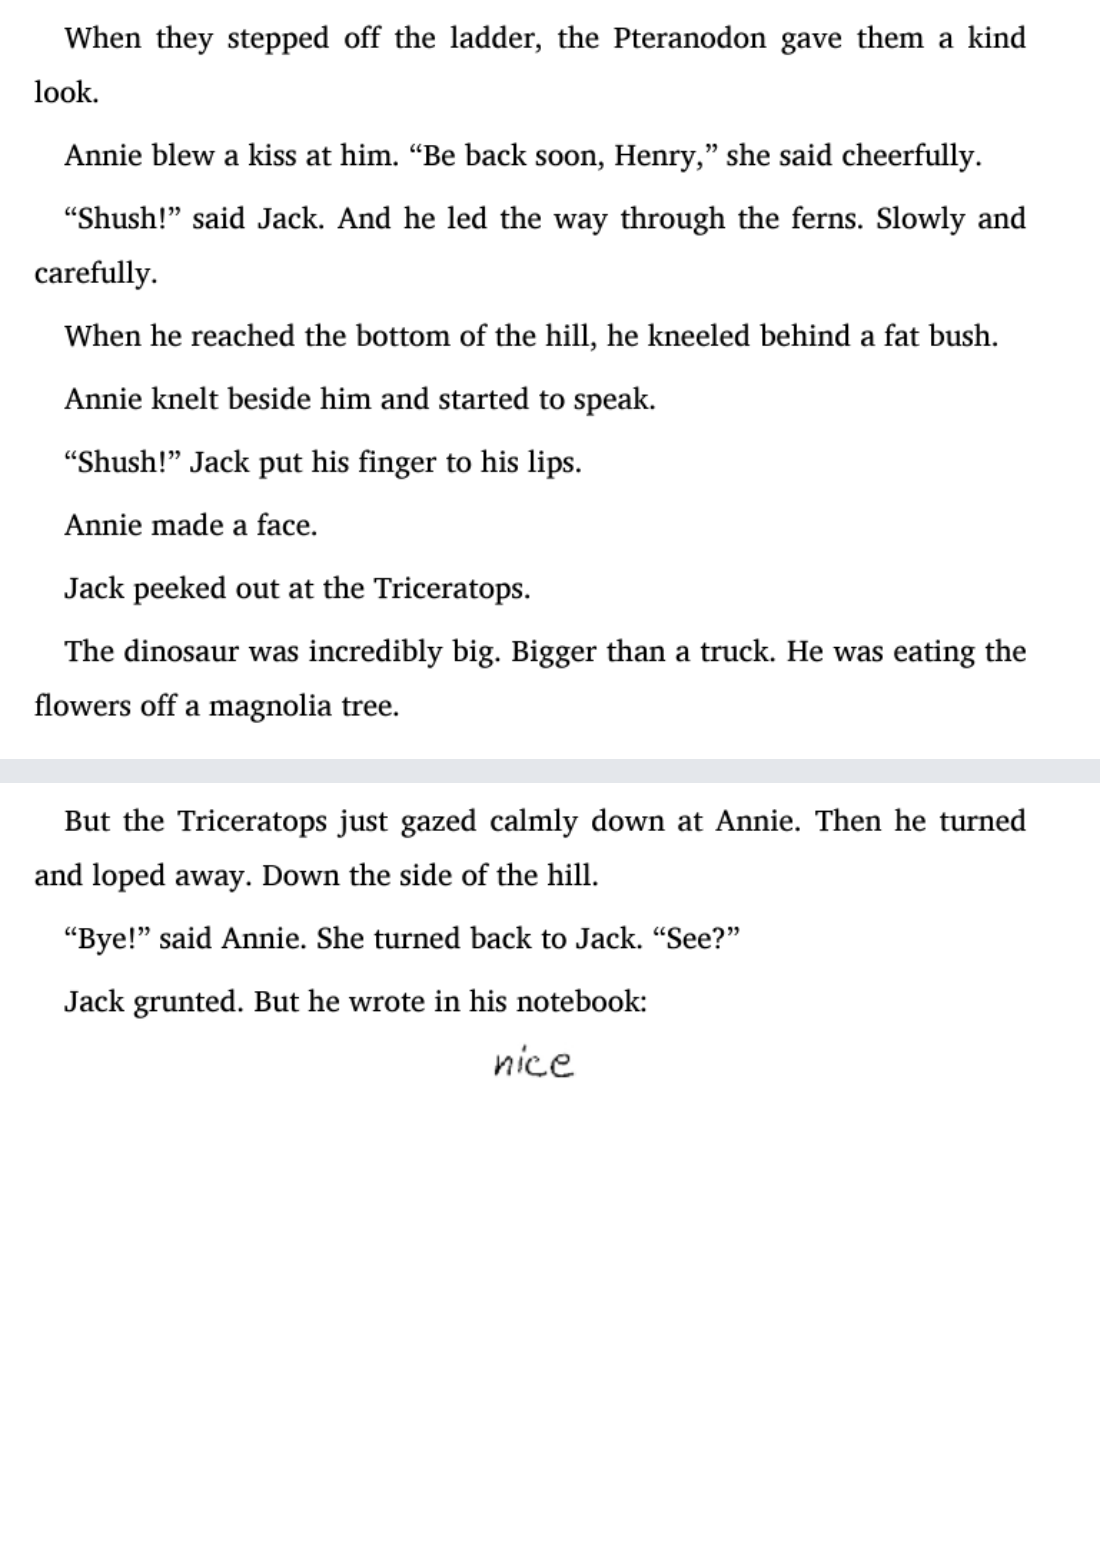 When they stepped off the ladder, the Pteranodon gave them a kind
look.
Annie blew a kiss at him. “Be back soon, Henry,” she said cheerfully.
“Shush!” said Jack. And he led the way through the ferns. Slowly and
carefully.
When he reached the bottom of the hill, he kneeled behind a fat bush.
Annie knelt beside him and started to speak.
“Shush!” Jack put his finger to his lips.
Annie made a face.
Jack peeked out at the Triceratops.
The dinosaur was incredibly big. Bigger than a truck. He was eating the
flowers off a magnolia tree.
But the Triceratops just gazed calmly down at Annie. Then he turned
and loped away. Down the side of the hill.
“Bye!” said Annie. She turned back to Jack. “See?”
Jack grunted. But he wrote in his notebook:
nice